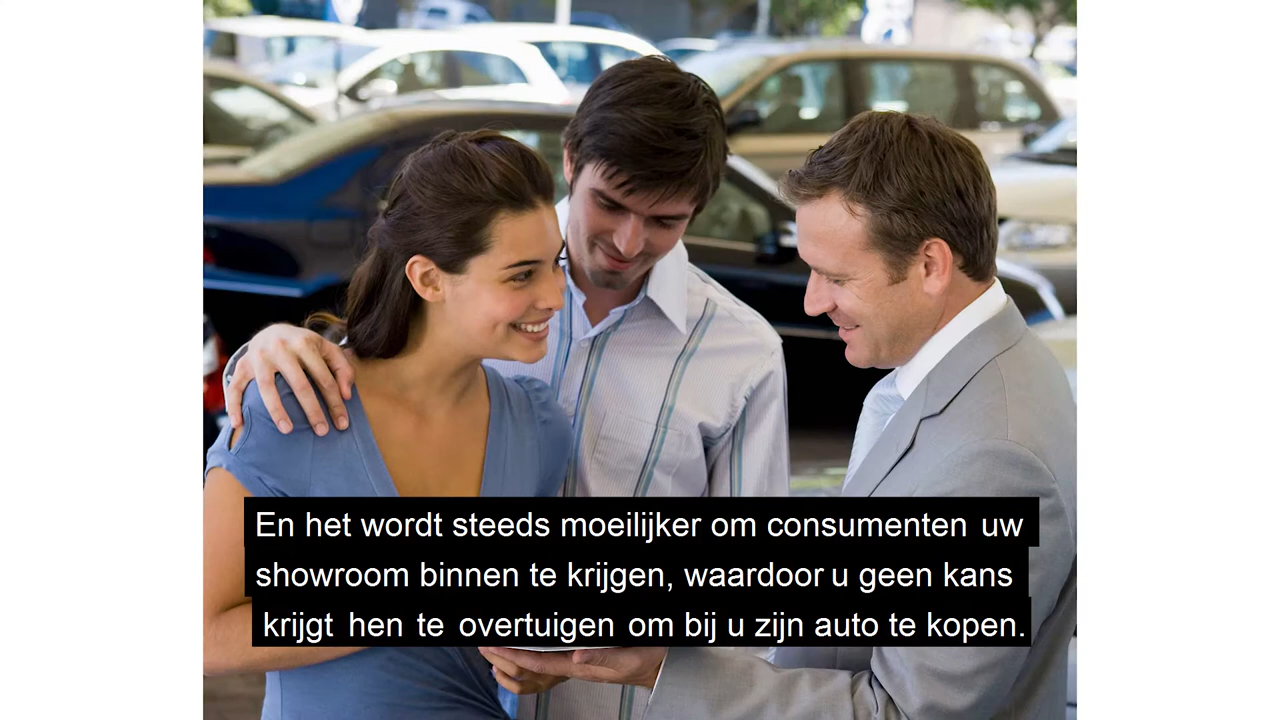 En het wordt steeds moeilijker om consumenten uw
showroom binnen te krijgen, waardoor u geen kans
krijgt hen te overtuigen om bij u zijn auto te kopen.